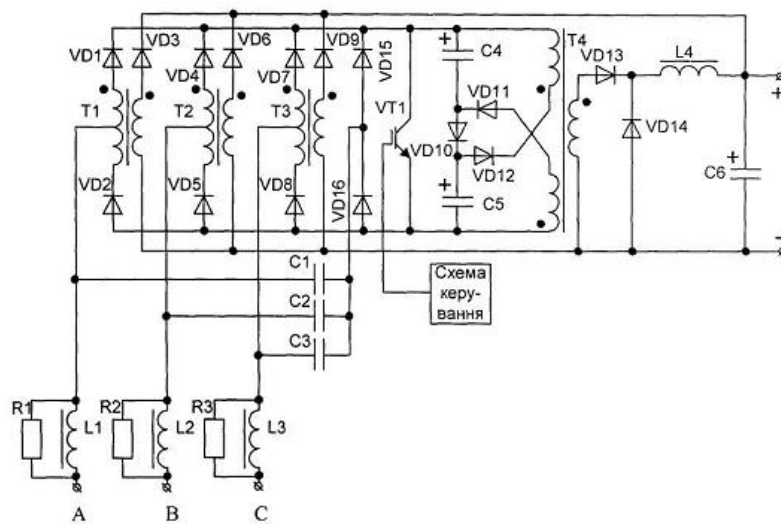 VD1 VD3 VD4 VD6 VD7 VD9 VD15
C4 T4 VD13 L4
T1 T2 T3 VT1 VD11 VD14
VD10 VD12
VD2 VD5 VD8 VD16 C5 C6
+ + + + -
C1
C2
C3
Схема
керу-
вання
R1 L1 R2 L2 R3 L3
A B C